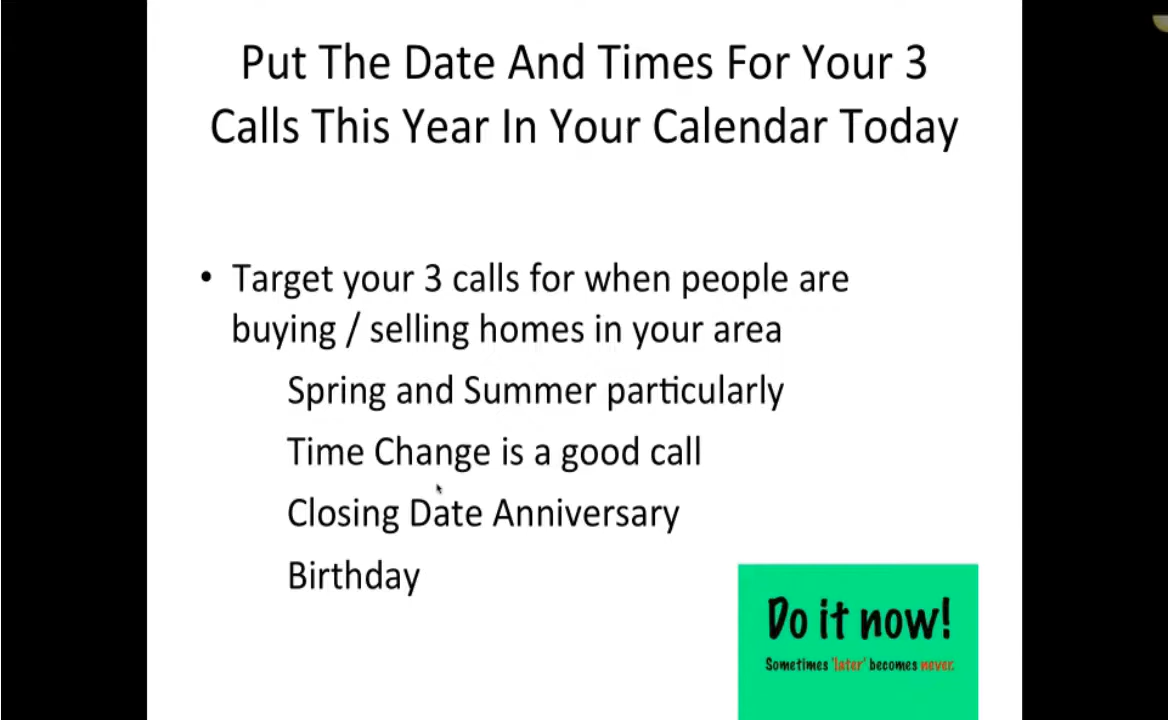 Put The Date And Times For Your 3
Calls This Year In Your Calendar Today
• Target your 3 calls for when people are
buying / selling homes in your area
Spring and Summer particularly
Time Change is a good call
Closing Date Anniversary
Birthday
Do it now!
Sometimes 'later' becomes never.